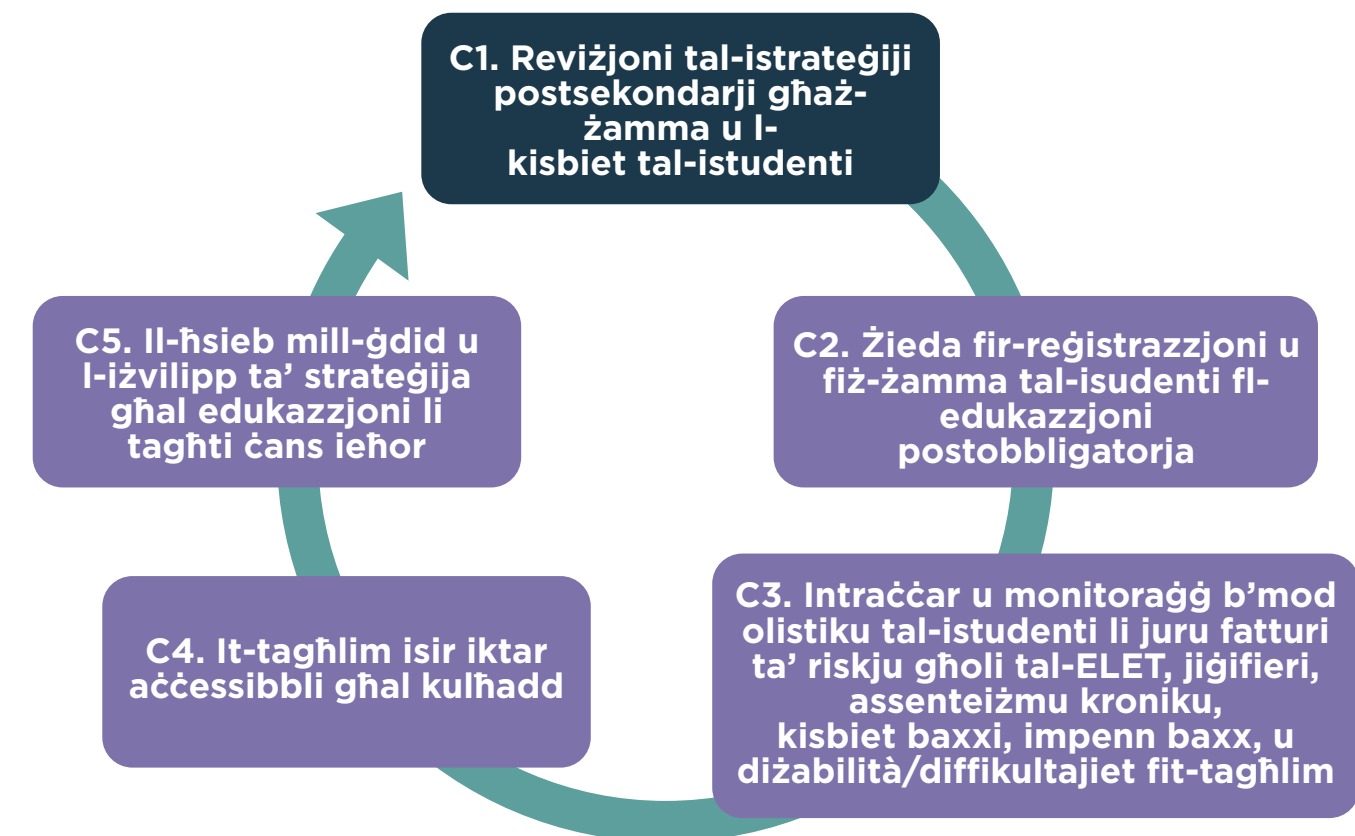 C1. Reviżjoni tal-istrateġiji
postsekondarji għaż-
żamma u l-
kisbiet tal-istudenti
C2. Żieda fir-reġistrazzjoni u
fiż-żamma tal-isudenti fl-
edukazzjoni
postobbligatorja
C3. Intraċċar u monitoraġġ b’mod
olistiku tal-istudenti li juru fatturi
ta’ riskju għoli tal-ELET, jiġifieri,
assenteiżmu kroniku,
kisbiet baxxi, impenn baxx, u
diżabilità/diffikultajiet fit-tagħlim
C4. It-tagħlim isir iktar
aċċessibbli għal kulħadd
C5. Il-ħsieb mill-ġdid u
l-iżvilipp ta’ strateġija
għal edukazzjoni li
tagħti ċans ieħor